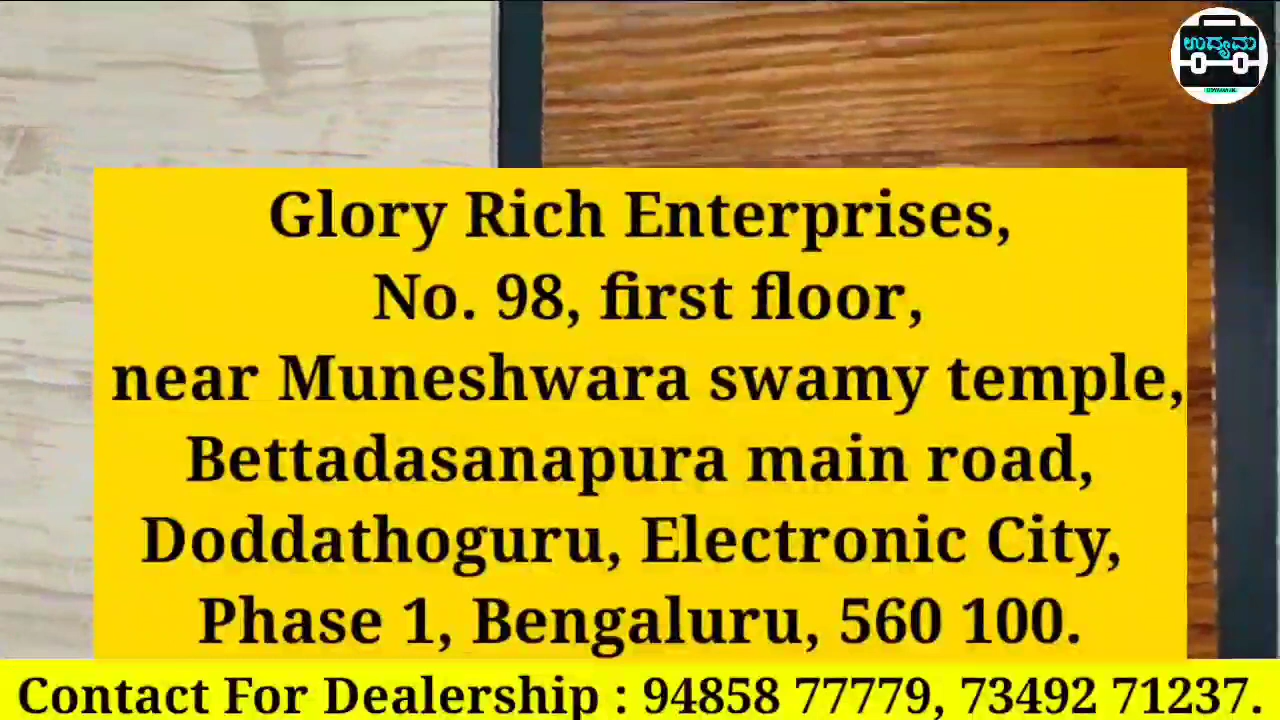 ಉದ್ಯಮ
Glory Rich Enterprises,
No. 98, first floor,
near Muneshwara swamy temple,
Bettadasanapura main road,
Doddathoguru, Electronic City,
Phase 1, Bengaluru, 560 100.
Contact For Dealership : 94858 77779, 73492 71237.